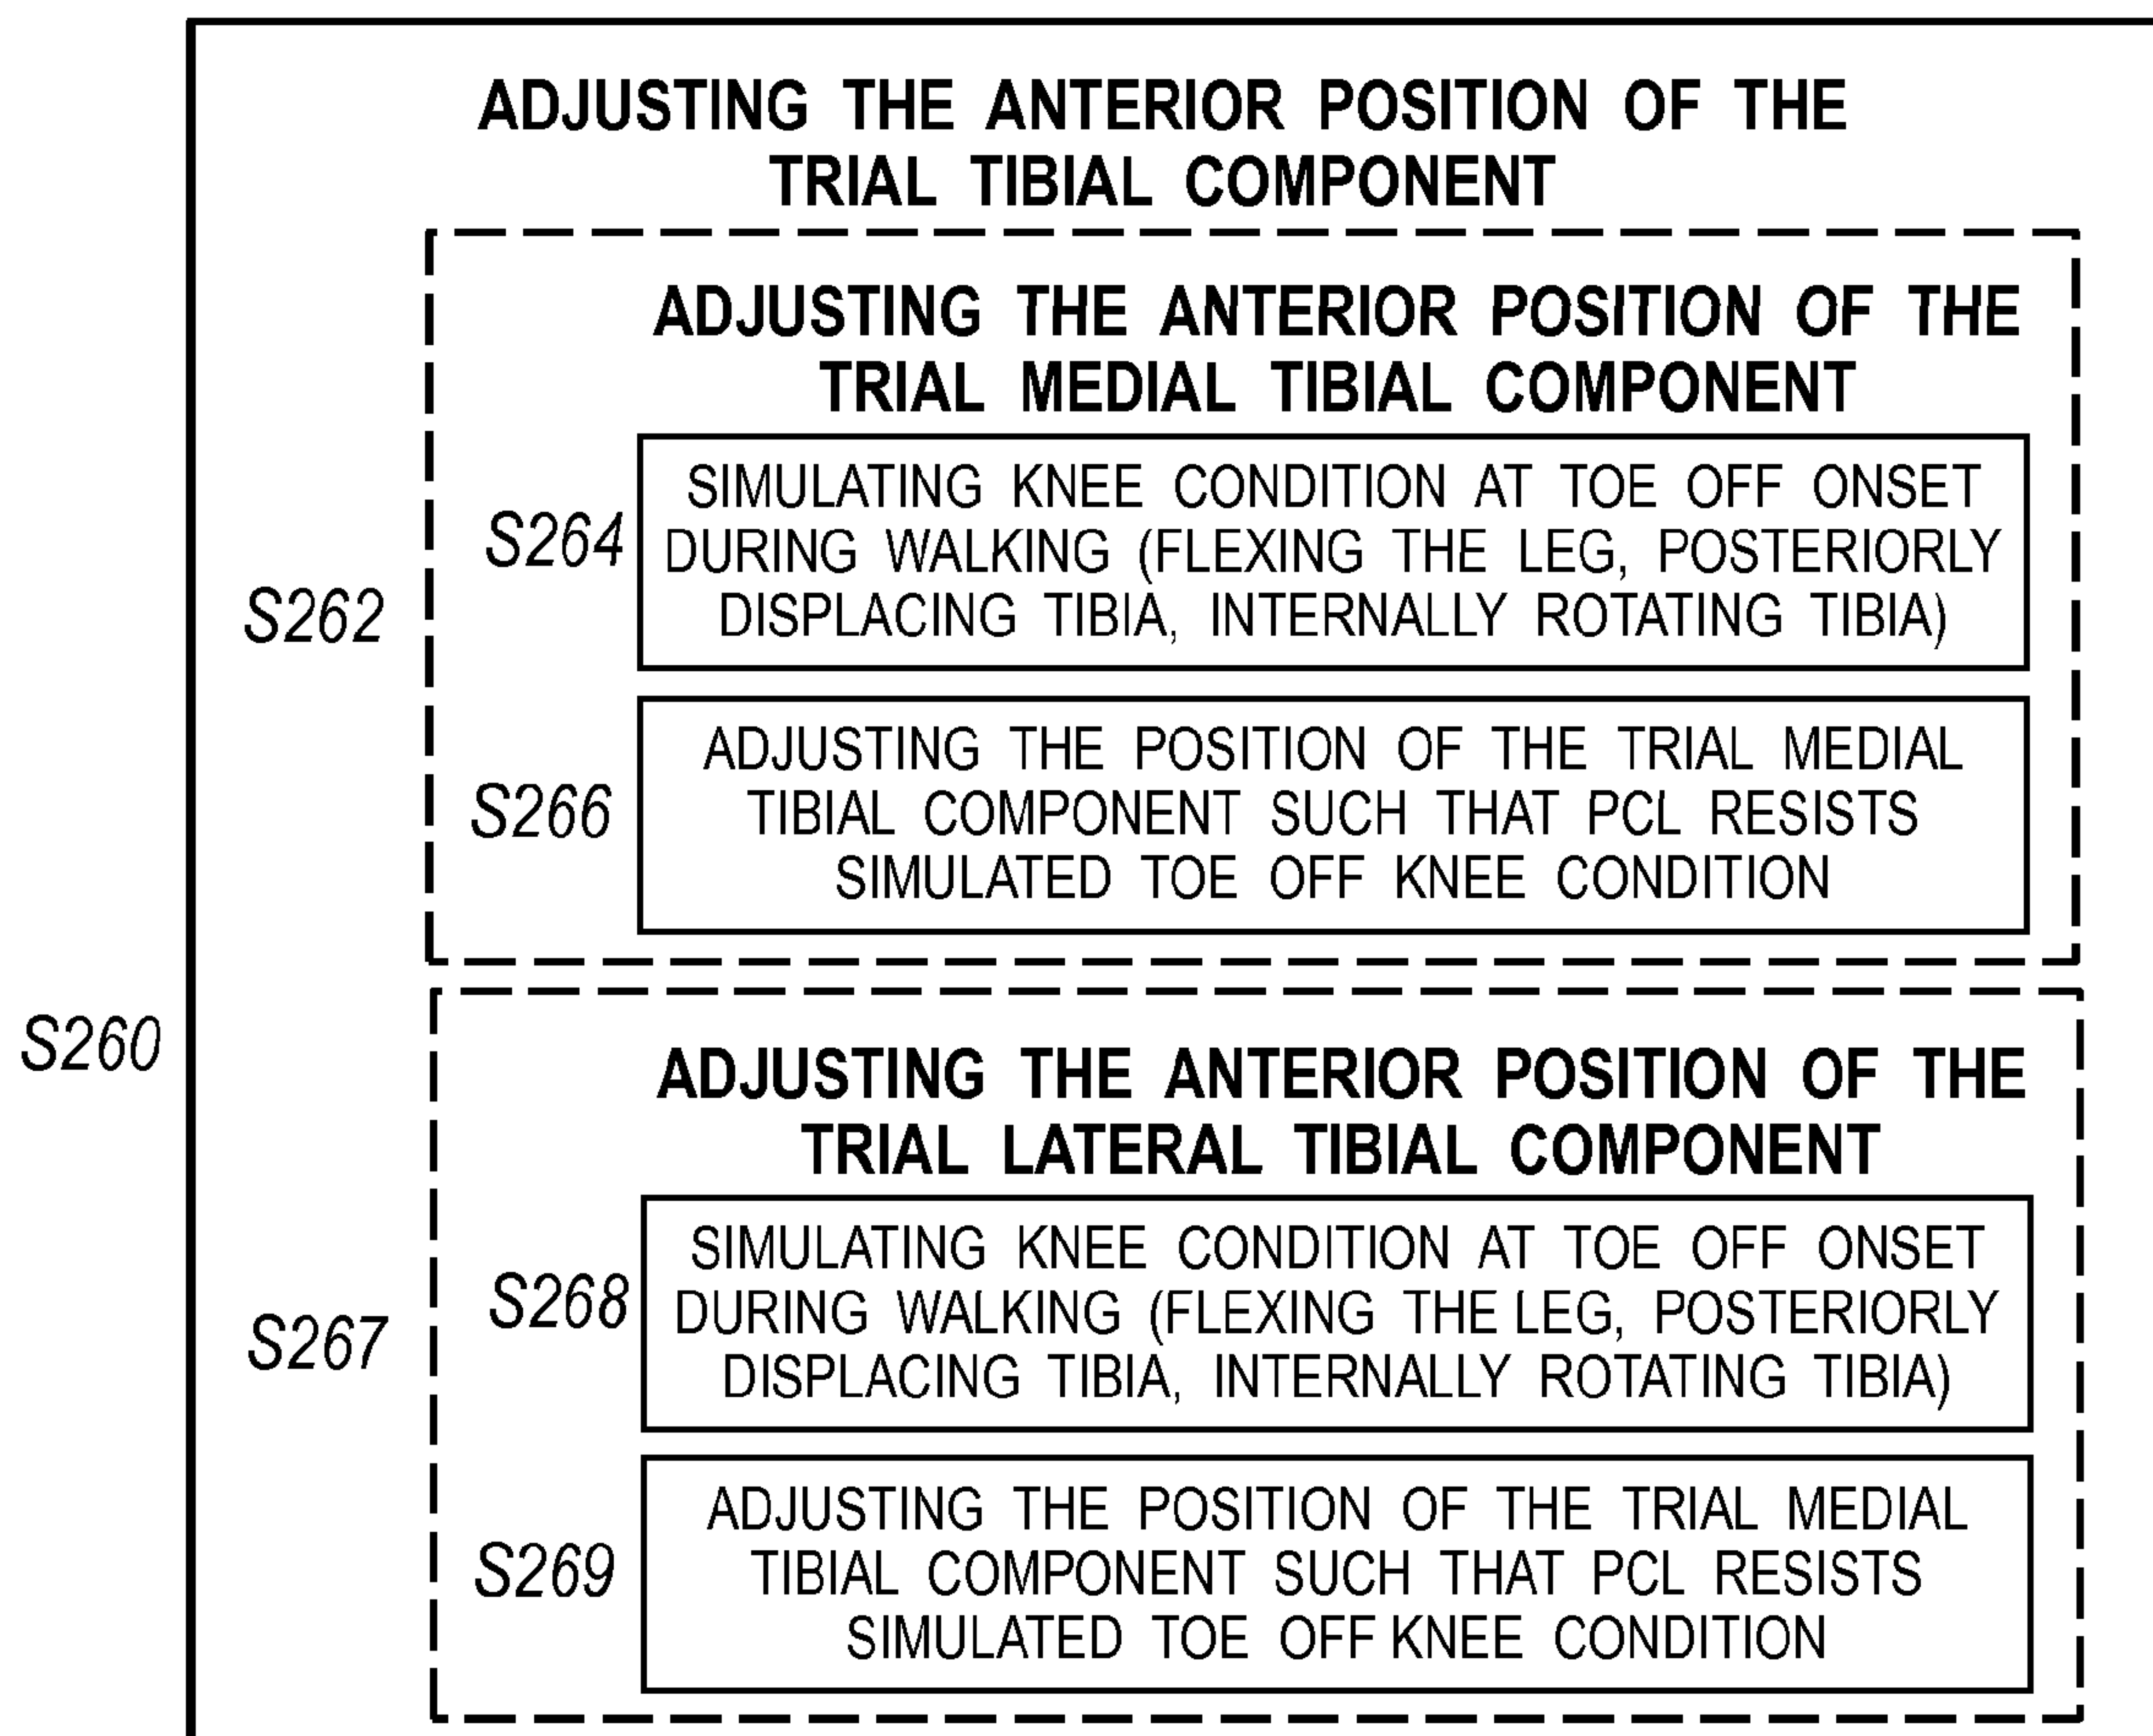 ADJUSTING THE ANTERIOR POSITION OF THE
TRIAL TIBIAL COMPONENT
ADJUSTING THE ANTERIOR POSITION OF THE
TRIAL MEDIAL TIBIAL COMPONENT
S262
S264
SIMULATING KNEE CONDITION AT TOE OFF ONSET
DURING WALKING (FLEXING THE LEG, POSTERIORLY
DISPLACING TIBIA, INTERNALLY ROTATING TIBIA)
S266
ADJUSTING THE POSITION OF THE TRIAL MEDIAL
TIBIAL COMPONENT SUCH THAT PCL RESISTS
SIMULATED TOE OFF KNEE CONDITION
S260
ADJUSTING THE ANTERIOR POSITION OF THE
TRIAL LATERAL TIBIAL COMPONENT
S267
S268
SIMULATING KNEE CONDITION AT TOE OFF ONSET
DURING WALKING (FLEXING THE LEG, POSTERIORLY
DISPLACING TIBIA, INTERNALLY ROTATING TIBIA)
S269
ADJUSTING THE POSITION OF THE TRIAL MEDIAL
TIBIAL COMPONENT SUCH THAT PCL RESISTS
SIMULATED TOE OFF KNEE CONDITION